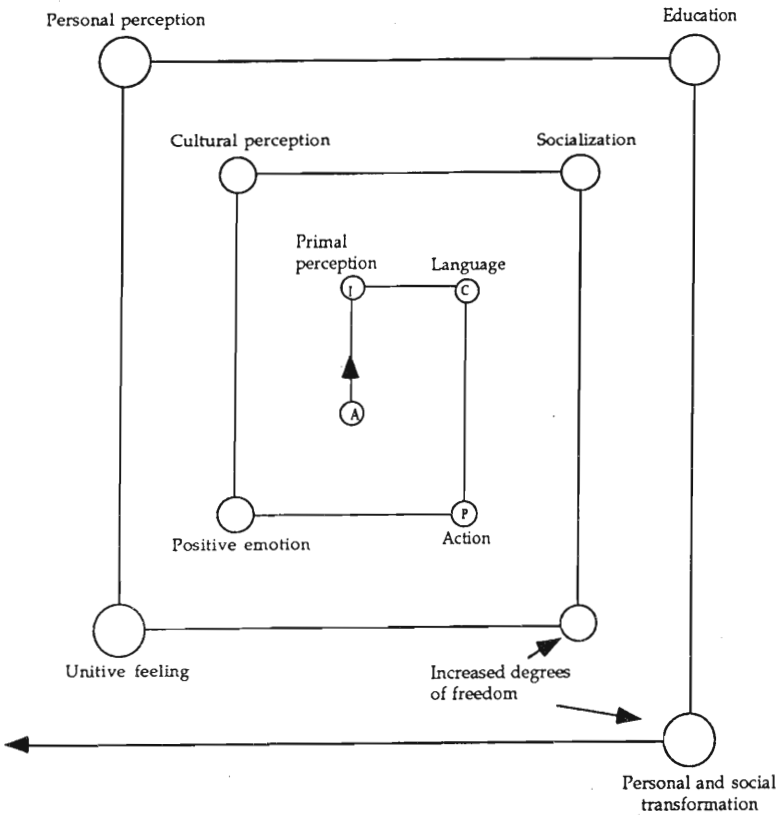 Personal perception
Education
Cultural perception
Socialization
Primal
perception
Language
I
C
A
P
Positive emotion
Action
Unitive feeling
Increased degrees
of freedom
Personal and social
transformation